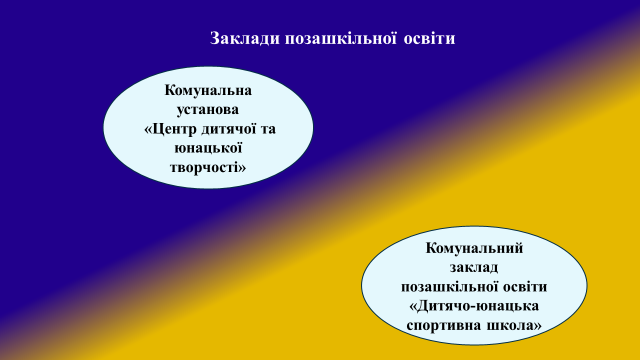 Заклади позашкільної освіти
Комунальна
установа
«Центр дитячої та
юнацької
творчості»
Комунальний
заклад
позашкільної освіти
«Дитячо-юнацька
спортивна школа»